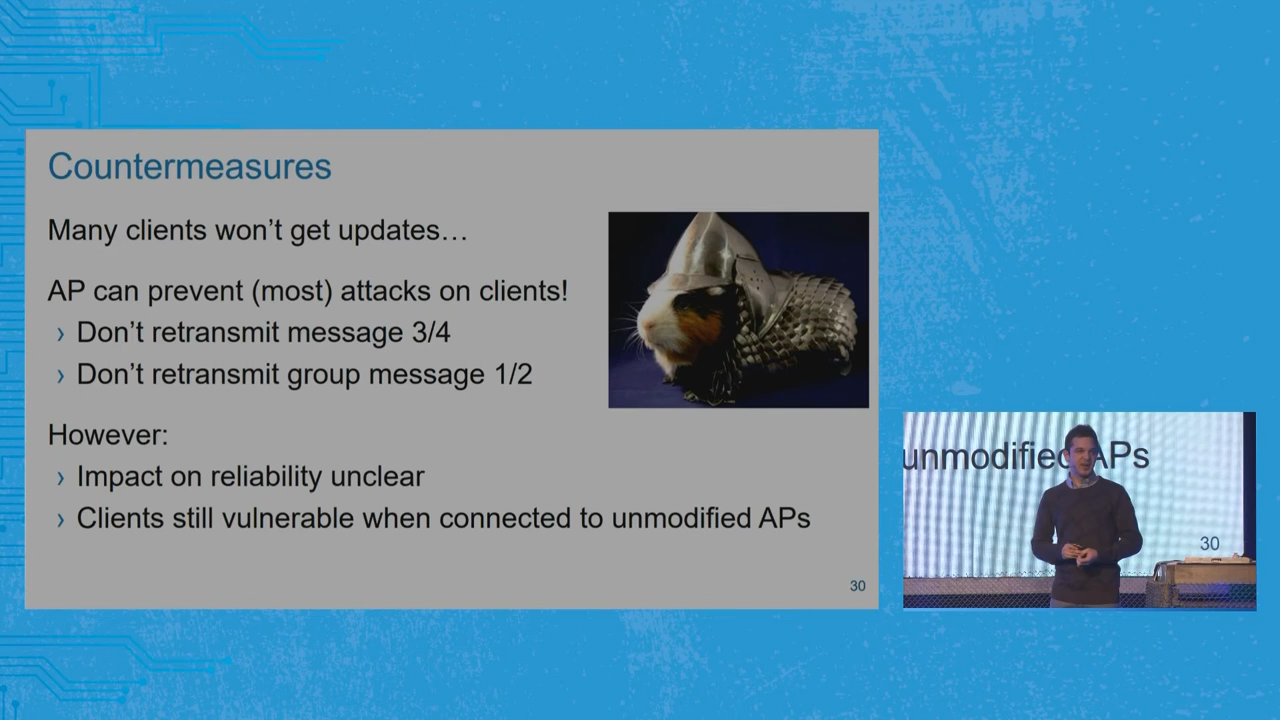 Countermeasures
Many clients won’t get updates…
AP can prevent (most) attacks on clients!
› Don’t retransmit message 3/4
› Don’t retransmit group message 1/2
However:
› Impact on reliability unclear
› Clients still vulnerable when connected to unmodified APs
30
unmodified APs
30